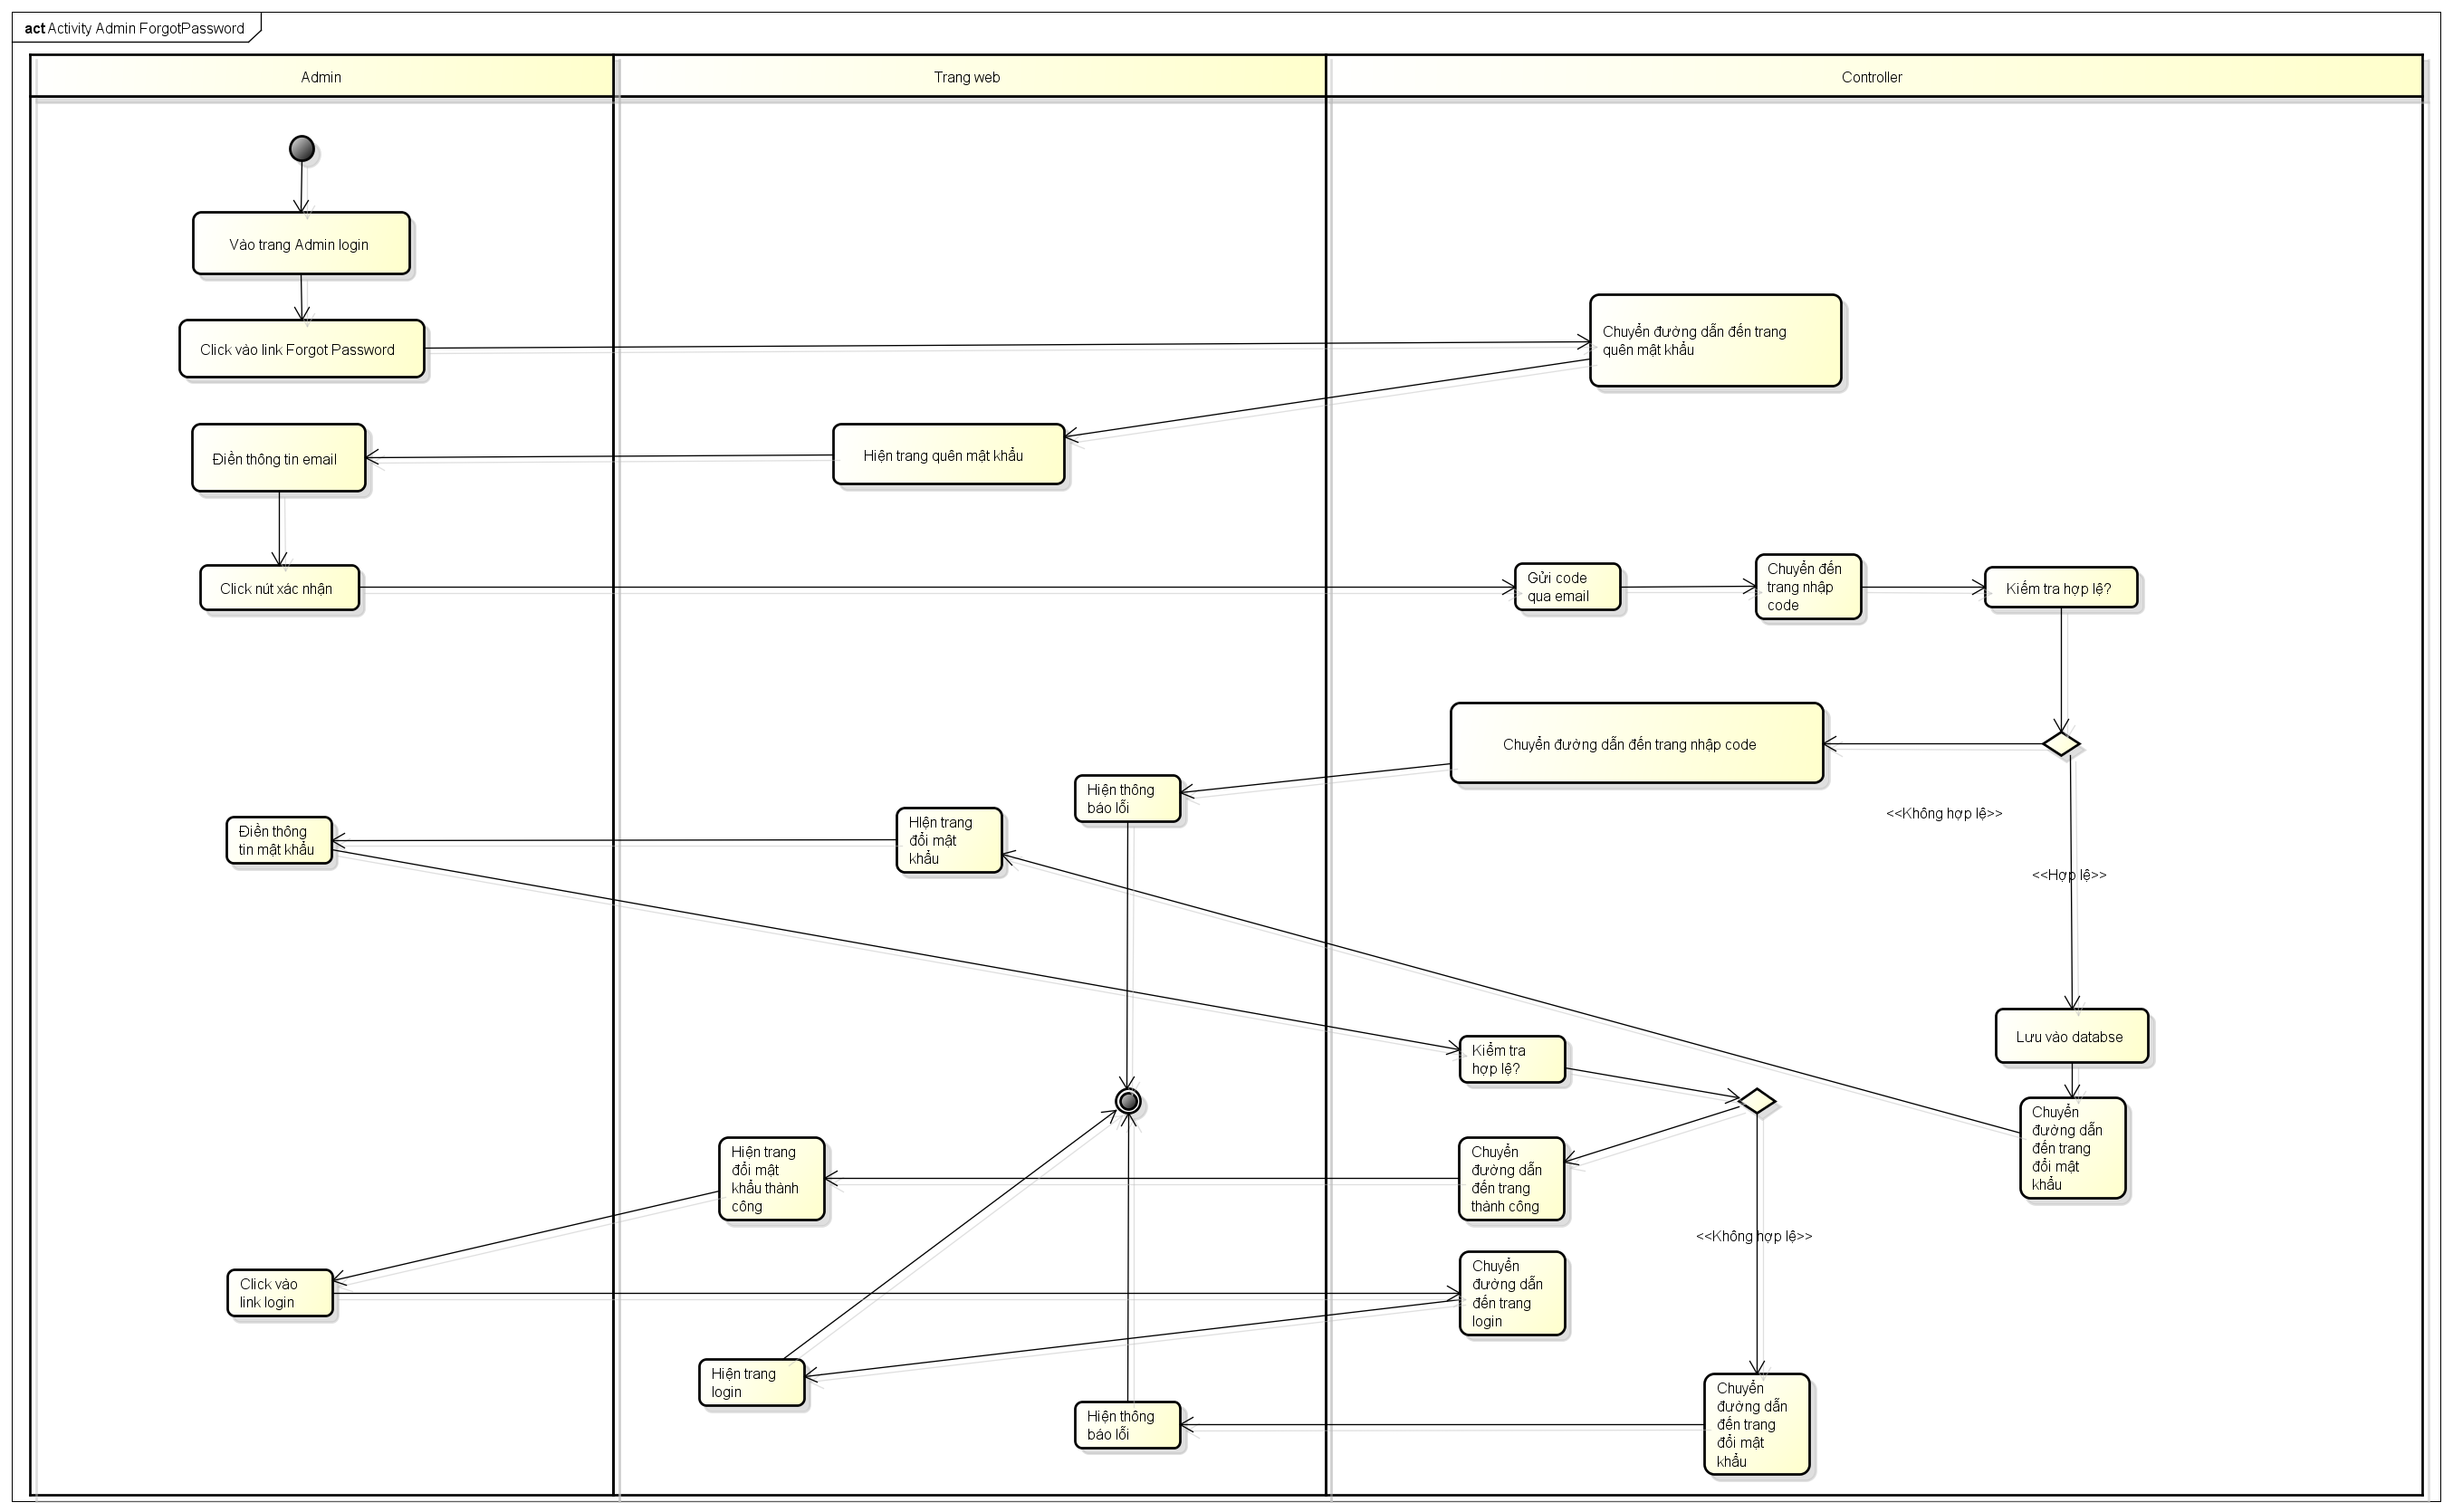 act Activity Admin ForgotPassword
Admin
Trang web
Controller
Vào trang Admin login
Click vào link Forgot Password
Chuyển đường dẫn đến trang
quên mật khẩu
Điền thông tin email
Hiện trang quên mật khẩu
Click nút xác nhận
Gửi code
qua email
Chuyển đến
trang nhập
code
Kiểm tra hợp lệ?
Chuyển đường dẫn đến trang nhập code
Hiện thông
báo lỗi
<<Không hợp lệ>>
Điền thông
tin mật khẩu
HIện trang
đổi mật
khẩu
<<Hợp lệ>>
Lưu vào databse
Kiểm tra
hợp lệ?
Chuyển
đường dẫn
đến trang
đổi mật
khẩu
Hiện trang
đổi mật
khẩu thành
công
Chuyển
đường dẫn
đến trang
thành công
<<Không hợp lệ>>
Click vào
link login
Chuyển
đường dẫn
đến trang
login
Hiện trang
login
Hiện thông
báo lỗi
Chuyển
đường dẫn
đến trang
đổi mật
khẩu